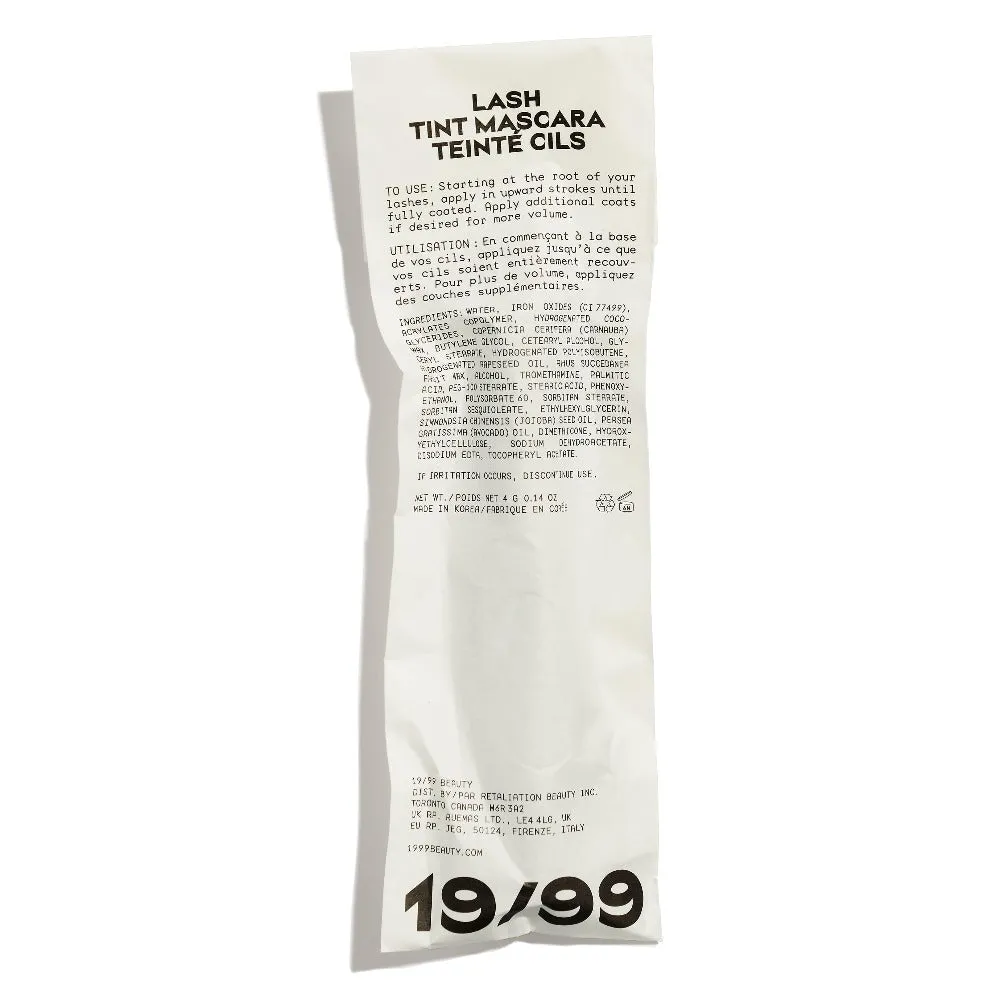 LASH
TINT MASCARA
TEINTÉ CILS
TO USE: Starting at the root of your
lashes, apply in upward strokes until
fully coated. Apply additional coats
if desired for more volume.
UTILISATION : En commençant à la base
de vos cils, appliquez jusqu'à ce que
vos cils soient entièrement recouv-
erts. Pour plus de volume, appliquez
des couches supplémentaires.
INGREDIENTS: WATER, IRON OXIDES (CI 77499),
ACRYLATES COPOLYMER, HYDROGENATED COCO-
GLYCERIDES, COPERNICIA CERIFERA (CARNAUBA)
WAX, BUTYLENE GLYCOL, CETEARYL ALCOHOL, GLY-
CERYL STEARATE, HYDROGENATED POLYISOBUTENE,
HYDROGENATED RAPESEED OIL, RHUS SUCCEDANEA
FRUIT WAX, ALCOHOL, TROMETHAMINE, PALMITIC
ACID, PEG-100 STEARATE, STEARIC ACID, PHENOXY-
ETHANOL, POLYSORBATE 60, SORBITAN STEARATE,
SORBITAN SESQUIOLEATE, ETHYLHEXYLGLYCERIN,
SIMMONDSIA CHINENSIS (JOJOBA) SEED OIL, PERSEA
GRATISSIMA (AVOCADO) OIL, DIMETHICONE, HYDROX-
YETHYLCELLULOSE, SODIUM DEHYDROACETATE,
DISODIUM EDTA, TOCOPHERYL ACETATE.
IF IRRITATION OCCURS, DISCONTINUE USE.
NET WT./POIDS NET 4 G 0.14 OZ
MADE IN KOREA/FABRIQUE EN CORÉE
6M
19/99 BEAUTY
DIST. BY/PAR RETALIATION BEAUTY INC.
TORONTO CANADA M6R 3A2
UK RP. AUEMAS LTD., LE4 4LG, UK
EU RP. JEG, 50124, FIRENZE, ITALY
1999BEAUTY.COM
19/99